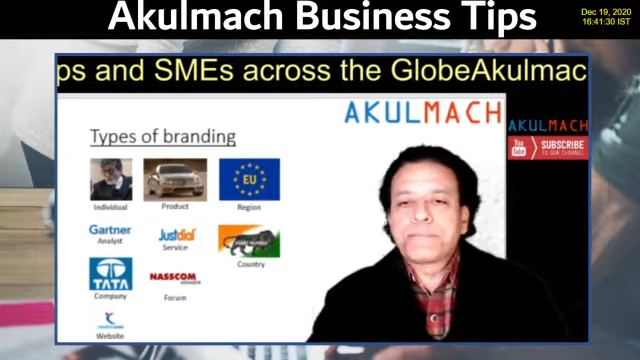 Akulmach Business Tips
Dec 19, 2020
16:41:30 IST
ps and SMEs across the GlobeAkulmac
AKULMACH
AKULMACH
You Tube
SUBSCRIBE
TO OUR CHANNEL
Types of branding
Individual
Product
EU
Region
Gartner
Analyst
Justdial
Service
Country
TATA
Company
NASSCOM
Forum
Website